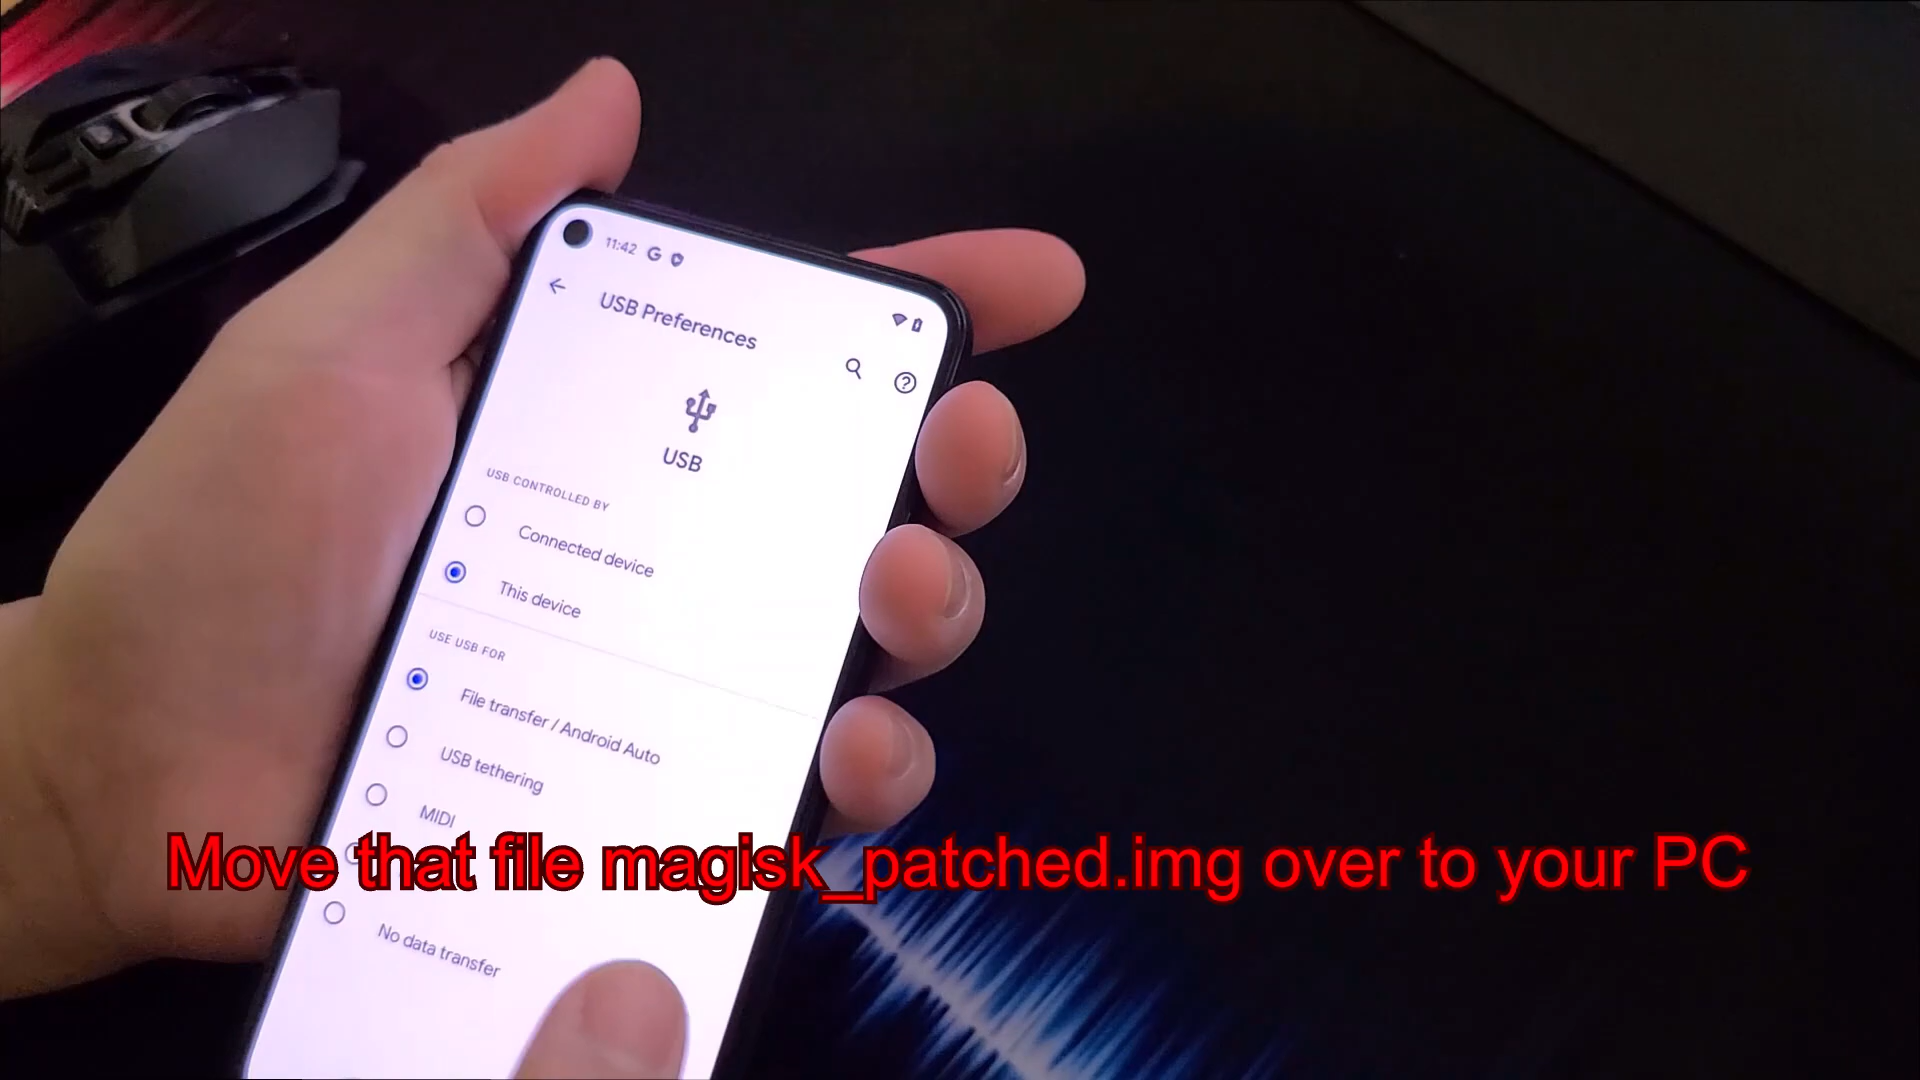 11:42
USB Preferences
USB
USB CONTROLLED BY
Connected device
This device
USE USB FOR
File transfer / Android Auto
USB tethering
MIDI
Move that file magisk_patched.img over to your PC
No data transfer